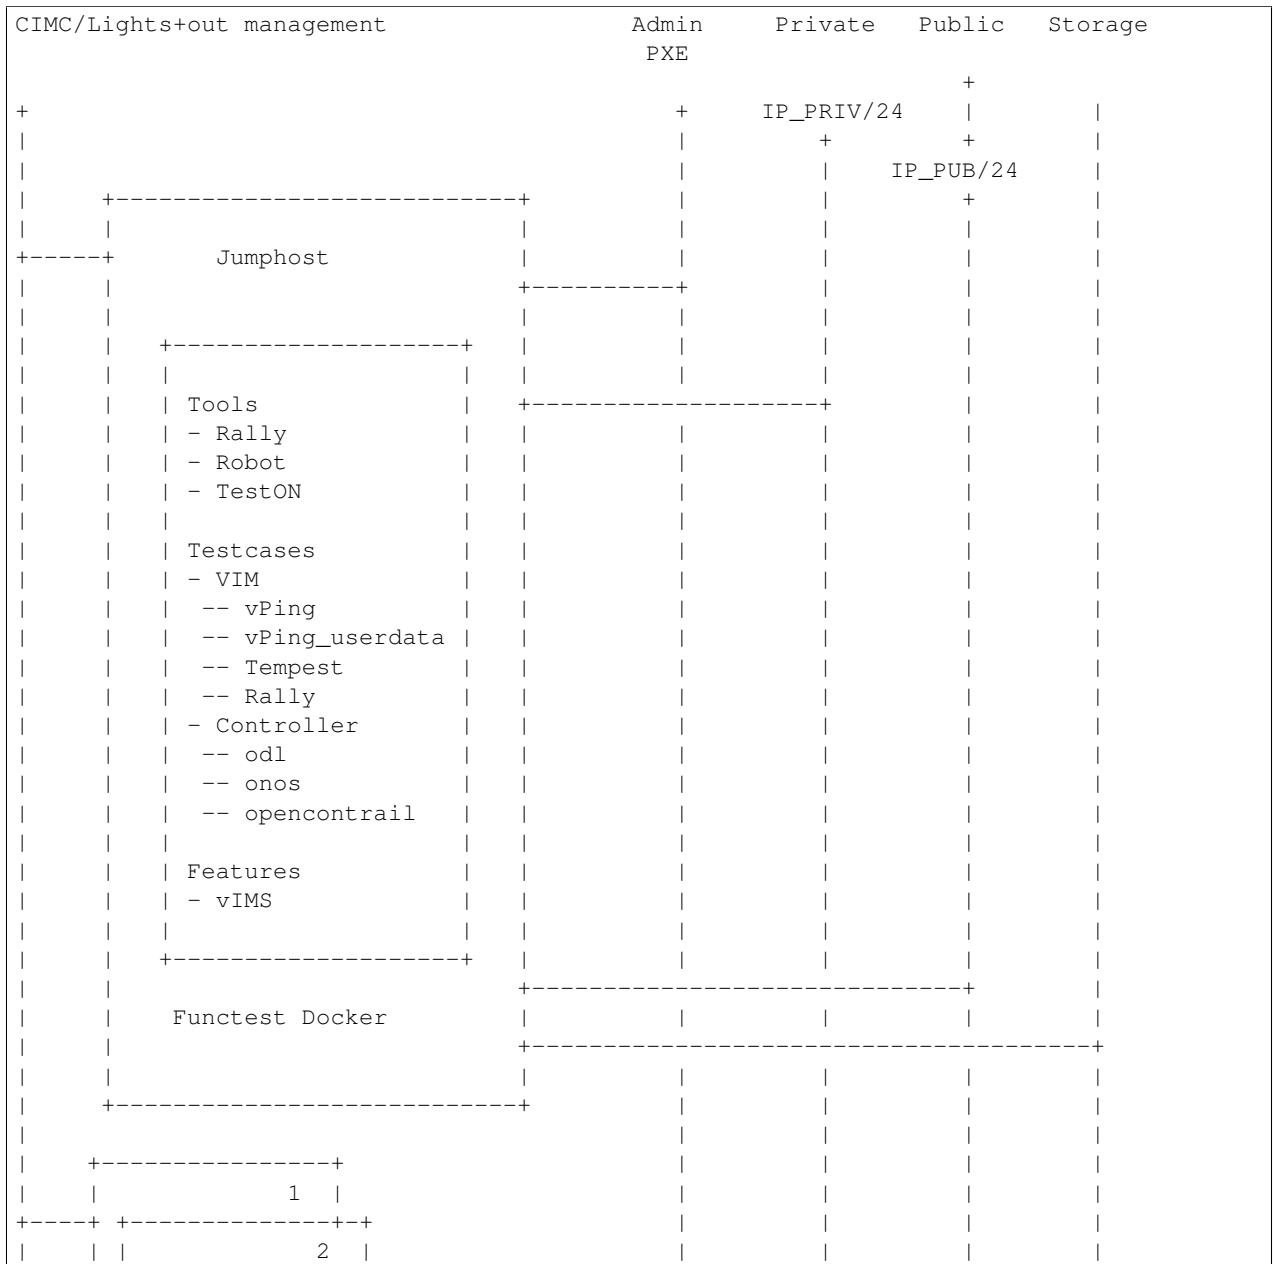 CIMC/Lights+out management Admin Private Public Storage
PXE
IP_PRIV/24
IP_PUB/24
Jumphost
Tools
- Rally
- Robot
- TestON
Testcases
- VIM
-- vPing
-- vPing_userdata
-- Tempest
-- Rally
- Controller
-- odl
-- onos
-- opencontrail
Features
- vIMS
Functest Docker
1
2